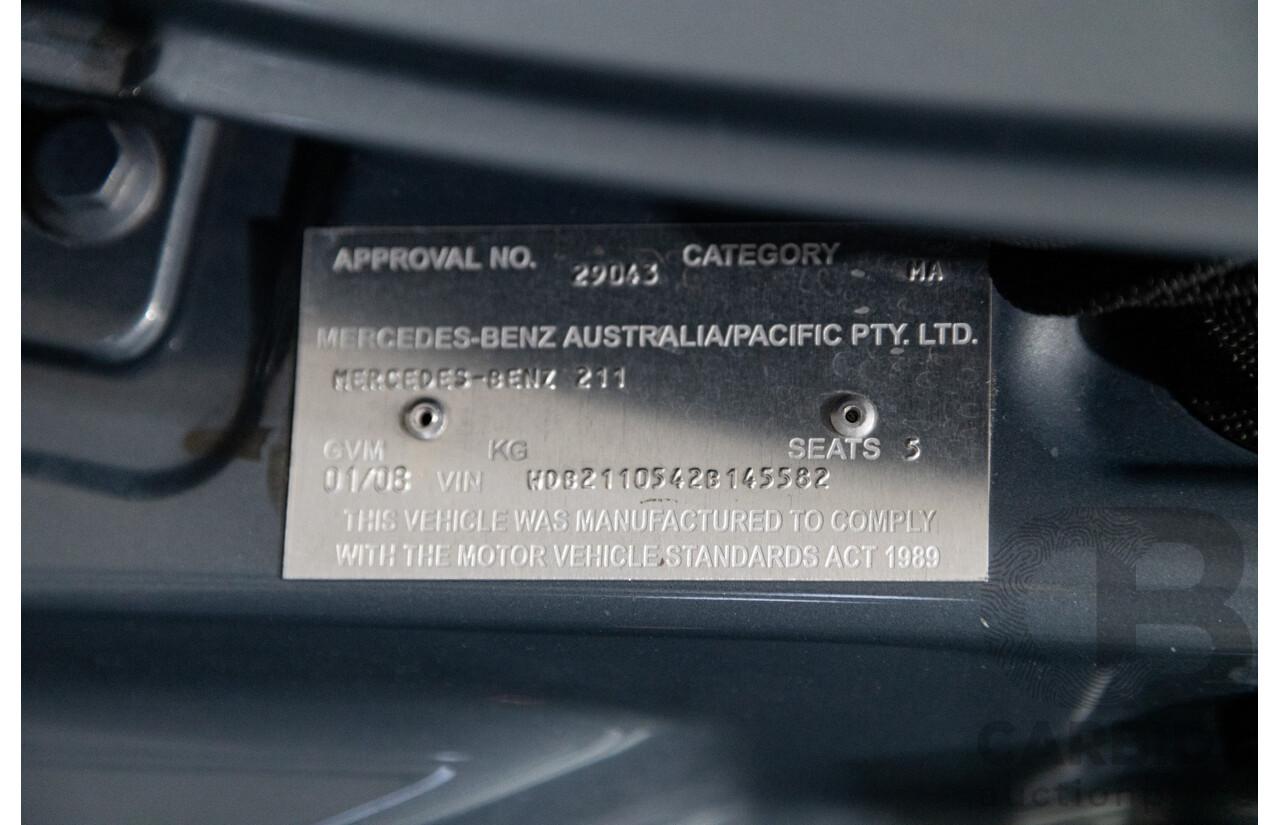 APPROVAL NO. 29043 CATEGORY MA
MERCEDES-BENZ AUSTRALIA/PACIFIC PTY. LTD.
MERCEDES-BENZ 211
GVM KG SEATS 5
01/08 VIN WDB2110542B145582
THIS VEHICLE WAS MANUFACTURED TO COMPLY
WITH THE MOTOR VEHICLE STANDARDS ACT 1989
CB